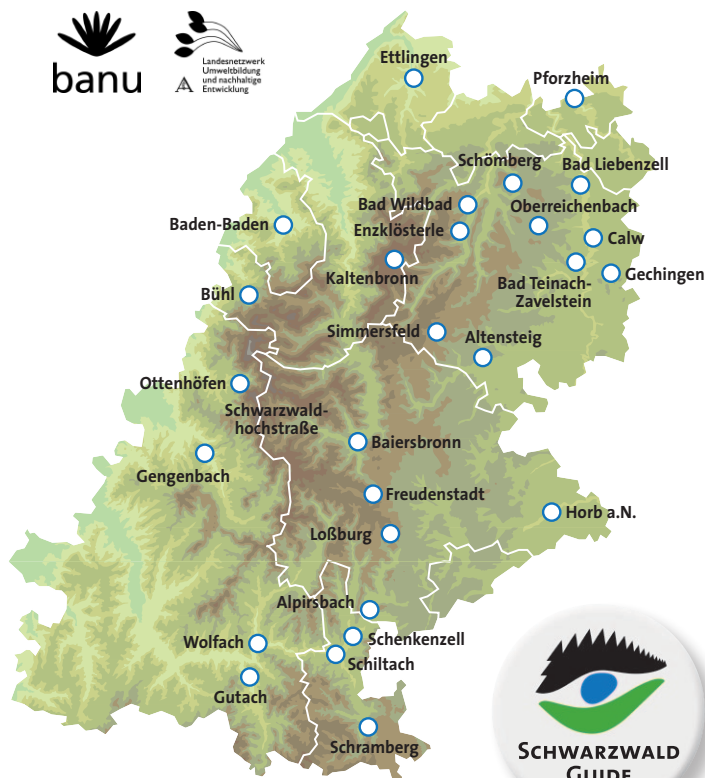 banu
Landesnetzwerk
Umweltbildung
und nachhaltige
Entwicklung
Ettlingen
Pforzheim
Schömberg
Bad Liebenzell
Bad Wildbad
Oberreichenbach
Baden-Baden
Enzklösterle
Calw
Kaltenbronn
Gechingen
Bad Teinach-
Zavelstein
Bühl
Simmersfeld
Altensteig
Ottenhöfen
Schwarzwald-
hochstraße
Baiersbronn
Gengenbach
Freudenstadt
Horb a.N.
Loßburg
Alpirsbach
Wolfach
Schenkenzell
Schiltach
Gutach
Schramberg
SCHWARZWALD
GUIDE